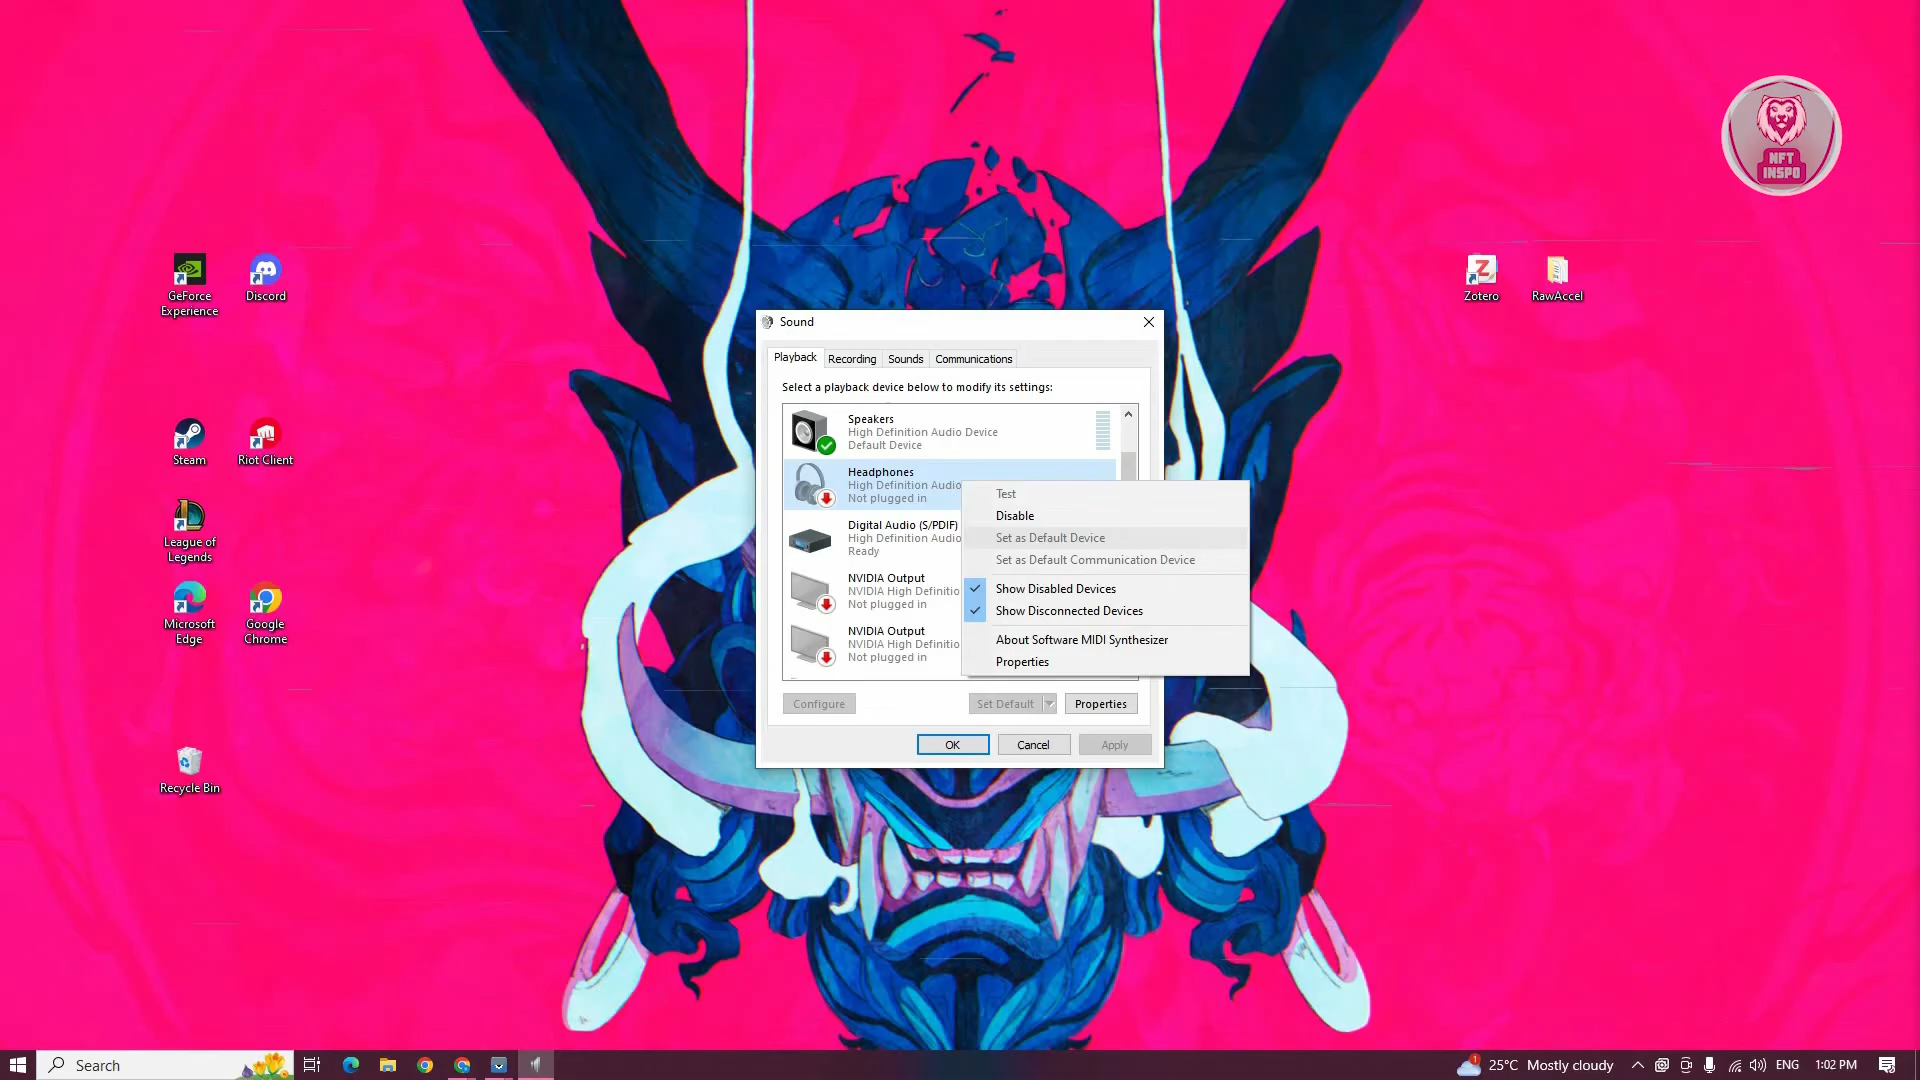 NFT
INSPO
GeForce
Experience
Discord
Zotero
RawAccel
Steam
Riot Client
League of
Legends
Microsoft
Edge
Google
Chrome
Recycle Bin
Sound
Playback
Recording
Sounds
Communications
Select a playback device below to modify its settings:
Speakers
High Definition Audio Device
Default Device
Headphones
High Definition Audio
Not plugged in
Digital Audio (S/PDIF)
High Definition Audio
Ready
NVIDIA Output
NVIDIA High Definitio
Not plugged in
NVIDIA Output
NVIDIA High Definitio
Not plugged in
Test
Disable
Set as Default Device
Set as Default Communication Device
Show Disabled Devices
Show Disconnected Devices
About Software MIDI Synthesizer
Properties
Configure
Set Default
Properties
OK
Cancel
Apply
Search
1
25°C Mostly cloudy
ENG
1:02 PM